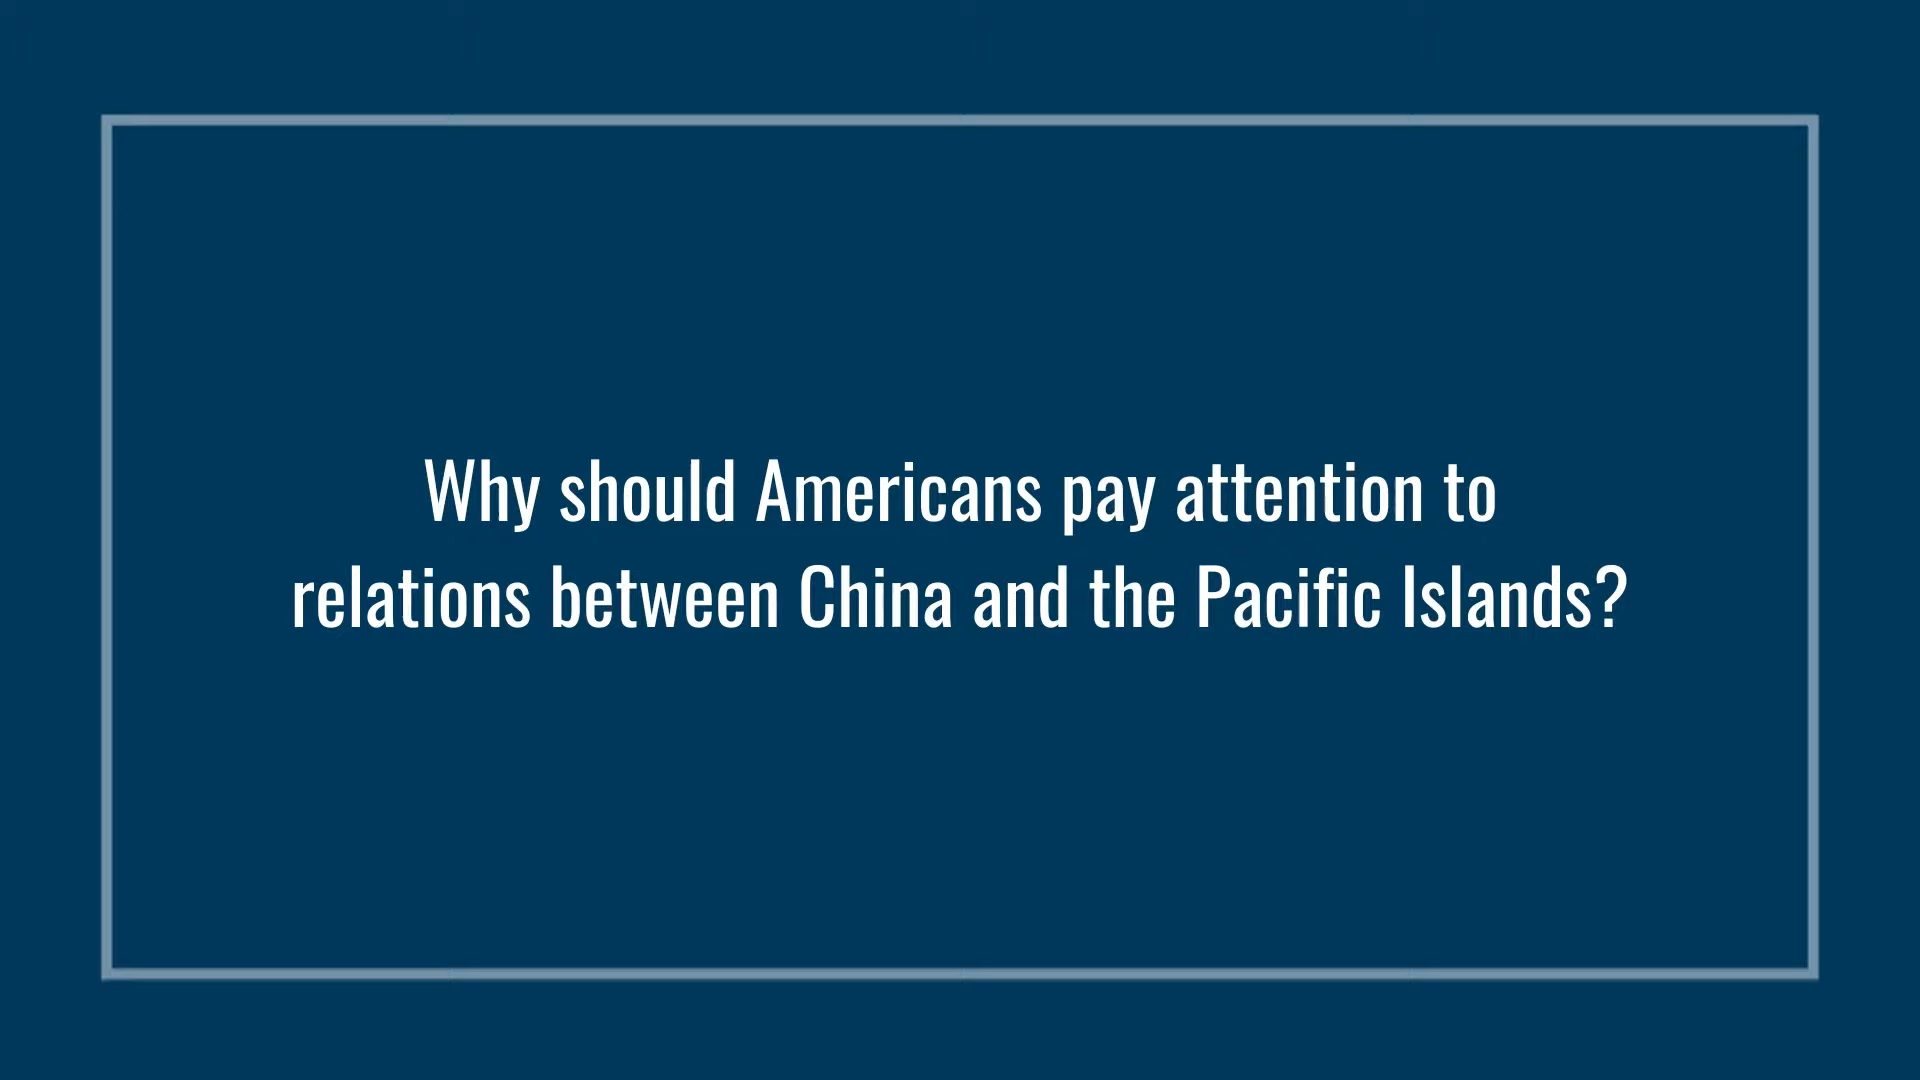 Why should Americans pay attention to
relations between China and the Pacific Islands?